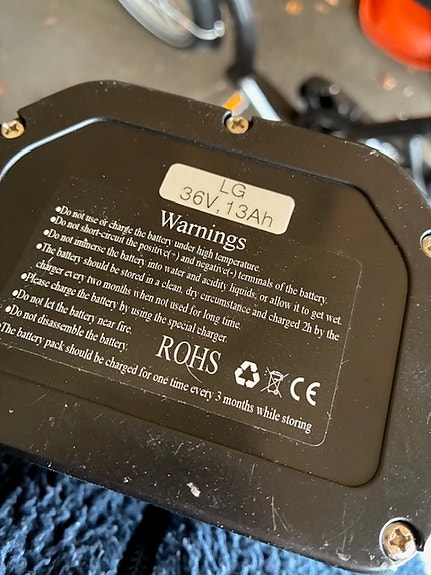 LG
36V,13Ah
Warnings
●Do not use or charge the battery under high temperature.
●Do not short-circuit the positive(+) and negative(-) terminals of the battery.
●Do not immerse the battery into water and acidity liquids, or allow it to get wet.
●The battery should be stored in a clean, dry circumstance and charged 2h by the
charger every two months when not used for long time.
●Please charge the battery by using the special charger.
●Do not let the battery near fire.
●Do not disassemble the battery.
The battery pack should be charged for one time every 3 months while storing
ROHS
CE